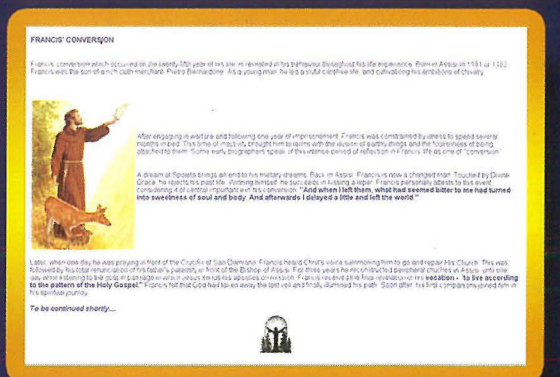 FRANCIS' CONVERSION
Francis' conversion which occurred on the twenty-fifth year of his life, is reflected in his behaviour throughout his life experience. Born in Assisi in 1181 or 1182
Francis was the son of a rich cloth merchant, Pietro Bernardone. As a young man, he led a sinful carefree life, and cultivating his ambitions of chivalry.
After engaging in warfare and following one year of imprisonment, Francis was constrained by illness to spend several
months in bed. This time of inactivity brought him to terms with the illusion of earthly things and the foolishness of being
attached to them. Some early biographers speak of this intense period of reflection in Francis' life as one of "conversion".
A dream at Spoleto brings an end to his military dreams. Back in Assisi, Francis is now a changed man. Touched by Divine
Grace, he rejects his past life. Winning himself, he succeeds in kissing a leper. Francis personally attests to this event
considering it of central importance in his conversion. "And when I left them, what had seemed bitter to me had turned
into sweetness of soul and body. And afterwards I delayed a little and left the world."
Later, when one day he was praying in front of the Crucifix of San Damiano, Francis heard Christ's voice summoning him to go and repair His Church. This was
followed by his total renunciation of his father's paternity in front of the Bishop of Assisi. For three years he reconstructed peripheral churches in Assisi until one
day while listening to the gospel passage in which Jesus sends his apostles on mission, Francis received the final revelation of his vocation - "to live according
to the pattern of the Holy Gospel." Francis felt that God had taken away the last veil and finally illumined his path. Soon after, his first companions joined him in
his spiritual journey.
To be continued shortly....